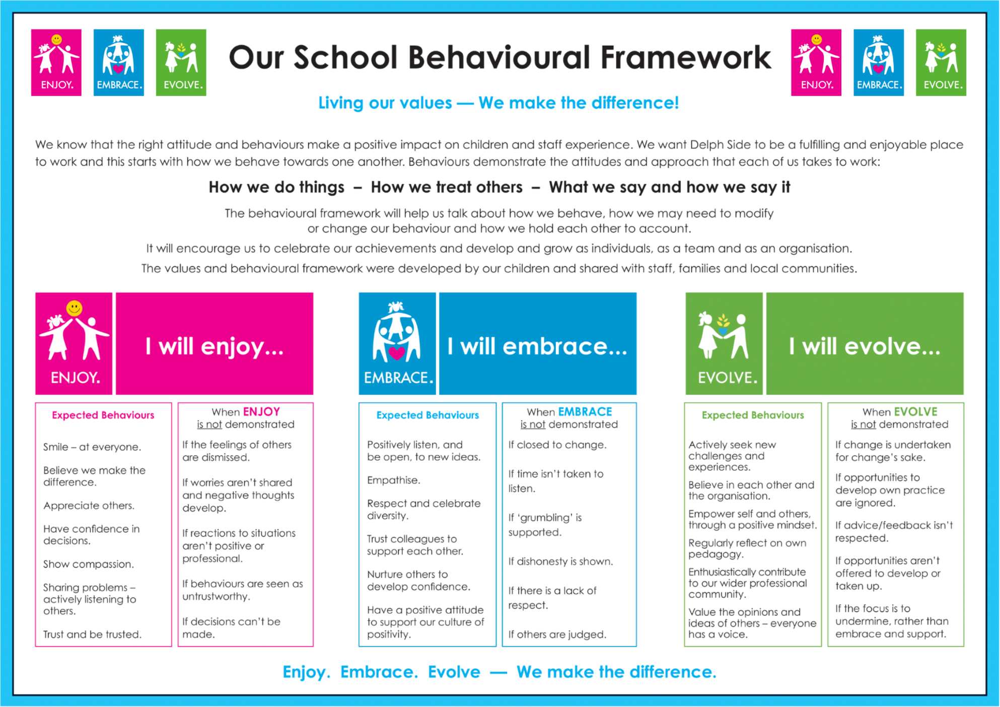 ENJOY.
EMBRACE.
EVOLVE.
Our School Behavioural Framework
ENJOY.
EMBRACE.
EVOLVE.
Living our values — We make the difference!
We know that the right attitude and behaviours make a positive impact on children and staff experience. We want Delph Side to be a fulfilling and enjoyable place
to work and this starts with how we behave towards one another. Behaviours demonstrate the attitudes and approach that each of us takes to work:
How we do things – How we treat others – What we say and how we say it
The behavioural framework will help us talk about how we behave, how we may need to modify
or change our behaviour and how we hold each other to account.
It will encourage us to celebrate our achievements and develop and grow as individuals, as a team and as an organisation.
The values and behavioural framework were developed by our children and shared with staff, families and local communities.
ENJOY.
I will enjoy...
Expected Behaviours
Smile – at everyone.
Believe we make the
difference.
Appreciate others.
Have confidence in
decisions.
Show compassion.
Sharing problems –
actively listening to
others.
Trust and be trusted.
When ENJOY
is not demonstrated
If the feelings of others
are dismissed.
If worries aren't shared
and negative thoughts
develop.
If reactions to situations
aren't positive or
professional.
If behaviours are seen as
untrustworthy.
If decisions can't be
made.
EMBRACE.
I will embrace...
Expected Behaviours
Positively listen, and
be open, to new ideas.
Empathise.
Respect and celebrate
diversity.
Trust colleagues to
support each other.
Nurture others to
develop confidence.
Have a positive attitude
to support our culture of
positivity.
When EMBRACE
is not demonstrated
If closed to change.
If time isn't taken to
listen.
If 'grumbling' is
supported.
If dishonesty is shown.
If there is a lack of
respect.
If others are judged.
EVOLVE.
I will evolve...
Expected Behaviours
Actively seek new
challenges and
experiences.
Believe in each other and
the organisation.
Empower self and others,
through a positive mindset.
Regularly reflect on own
pedagogy.
Enthusiastically contribute
to our wider professional
community.
Value the opinions and
ideas of others – everyone
has a voice.
When EVOLVE
is not demonstrated
If change is undertaken
for change's sake.
If opportunities to
develop own practice
are ignored.
If advice/feedback isn't
respected.
If opportunities aren't
offered to develop or
taken up.
If the focus is to
undermine, rather than
embrace and support.
Enjoy. Embrace. Evolve — We make the difference.